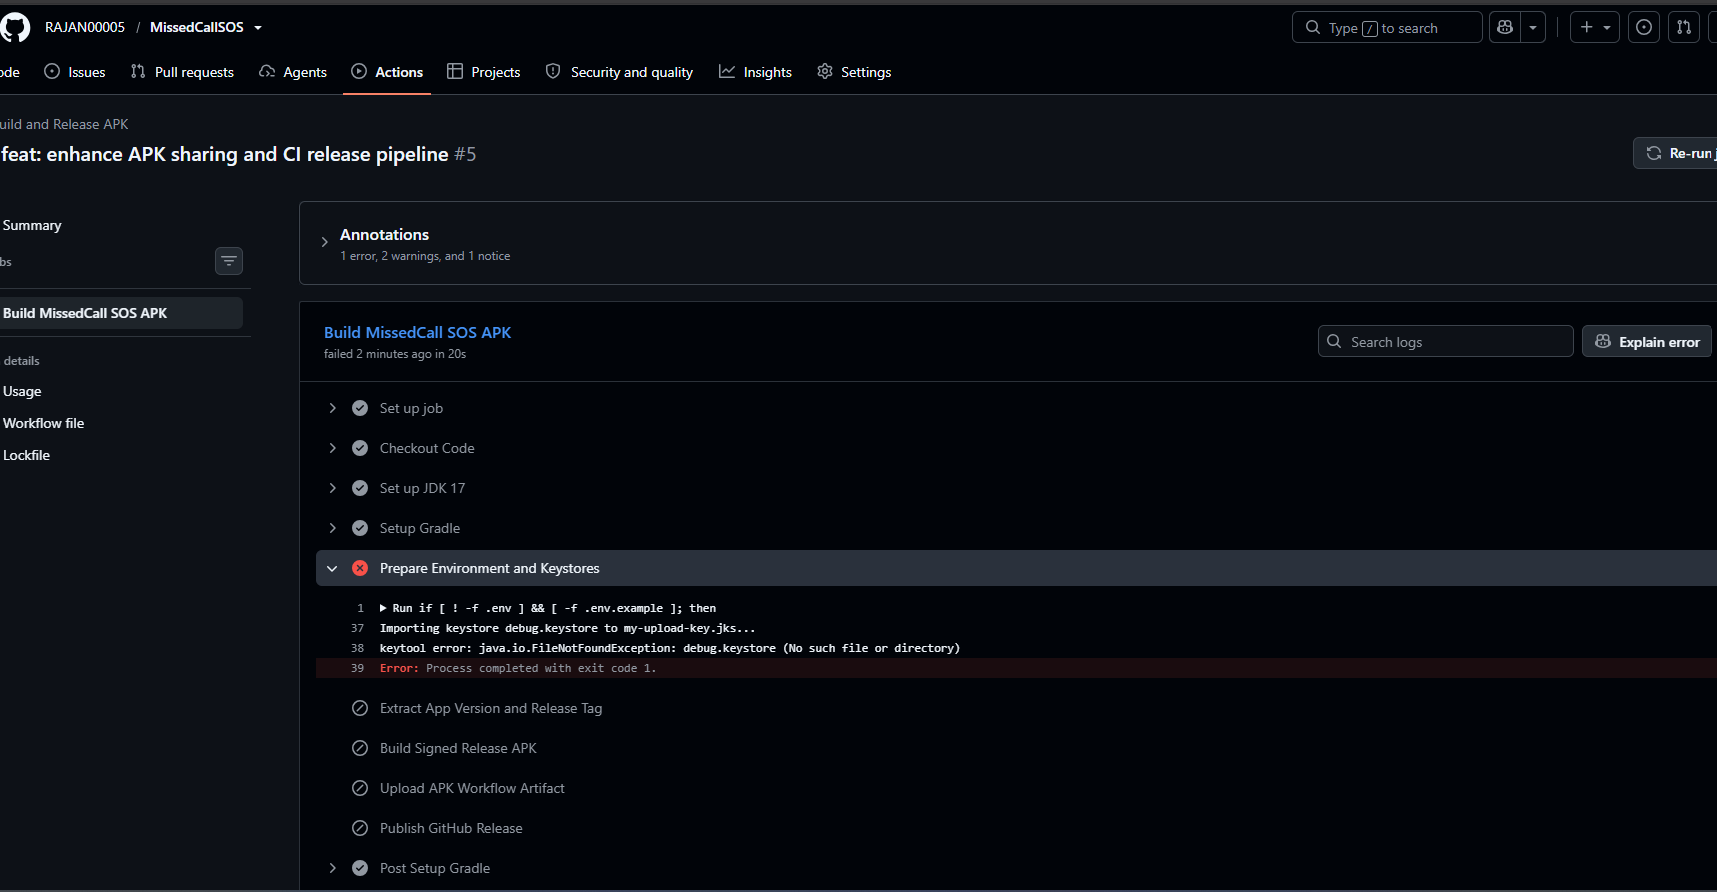 RAJAN00005 / MissedCallSOS
Type / to search
ode Issues Pull requests Agents Actions Projects Security and quality Insights Settings
uild and Release APK
feat: enhance APK sharing and CI release pipeline #5
Re-run j
Summary
bs
Build MissedCall SOS APK
details
Usage
Workflow file
Lockfile
Annotations
1 error, 2 warnings, and 1 notice
Build MissedCall SOS APK
failed 2 minutes ago in 20s
Search logs
Explain error
Set up job
Checkout Code
Set up JDK 17
Setup Gradle
Prepare Environment and Keystores
1 ▶ Run if [ ! -f .env ] && [ -f .env.example ]; then
37 Importing keystore debug.keystore to my-upload-key.jks...
38 keytool error: java.io.FileNotFoundException: debug.keystore (No such file or directory)
39 Error: Process completed with exit code 1.
Extract App Version and Release Tag
Build Signed Release APK
Upload APK Workflow Artifact
Publish GitHub Release
Post Setup Gradle